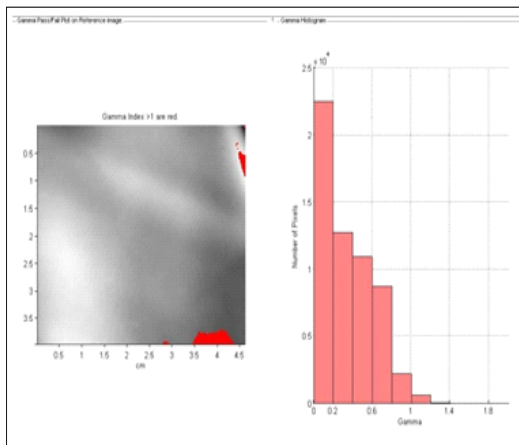 Gamma Pass/Fail Plot on Reference image
Gamma Index >1 are red.
0.5
1
1.5
2
2.5
3
3.5
0.5 1 1.5 2 2.5 3 3.5 4 4.5
cm
Gamma Histogram
x 10^4
2.5
2
1.5
1
0.5
0
Number of Pixels
0 0.2 0.6 1 1.4 1.8
Gamma